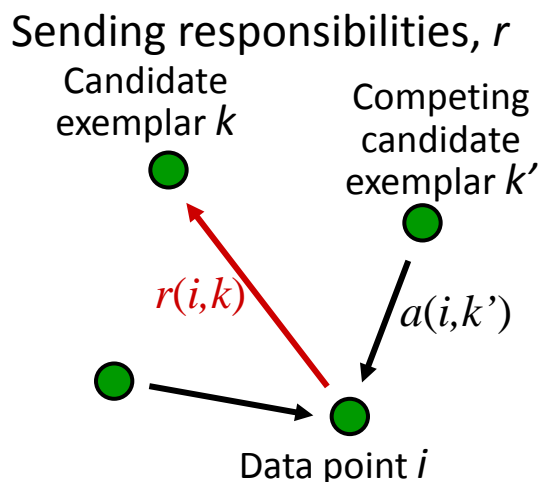 Sending responsibilities, r
Candidate
exemplar k
Competing
candidate
exemplar k’
r(i,k)
a(i,k’)
Data point i